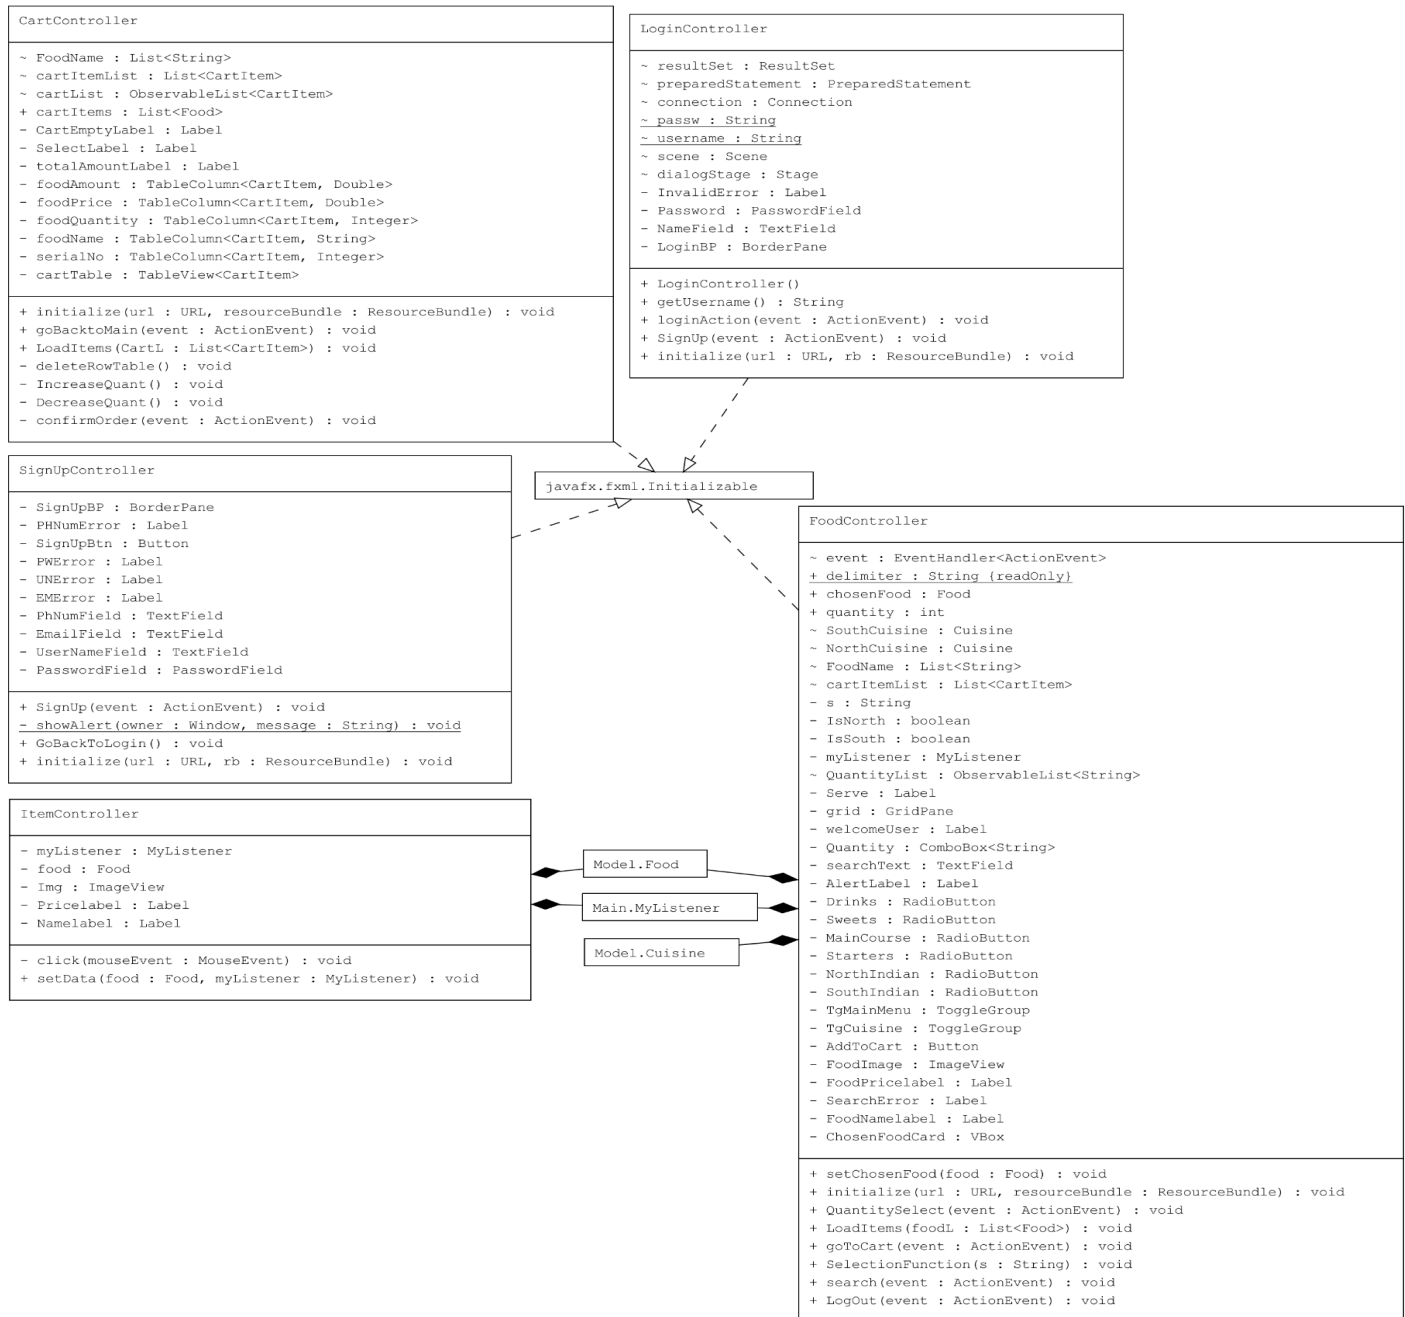 CartController
~ FoodName : List<String>
~ cartItemList : List<CartItem>
~ cartList : ObservableList<CartItem>
+ cartItems : List<Food>
- CartEmptyLabel : Label
- SelectLabel : Label
- totalAmountLabel : Label
- foodAmount : TableColumn<CartItem, Double>
- foodPrice : TableColumn<CartItem, Double>
- foodQuantity : TableColumn<CartItem, Integer>
- foodName : TableColumn<CartItem, String>
- serialNo : TableColumn<CartItem, Integer>
- cartTable : TableView<CartItem>
+ initialize(url : URL, resourceBundle : ResourceBundle) : void
+ goBacktoMain(event : ActionEvent) : void
+ LoadItems(CartL : List<CartItem>) : void
- deleteRowTable() : void
- IncreaseQuant() : void
- DecreaseQuant() : void
- confirmOrder(event : ActionEvent) : void
LoginController
~ resultSet : ResultSet
~ preparedStatement : PreparedStatement
~ connection : Connection
~ passw : String
~ username : String
~ scene : Scene
~ dialogStage : Stage
- InvalidError : Label
- Password : PasswordField
- NameField : TextField
- LoginBP : BorderPane
+ LoginController()
+ getUsername() : String
+ loginAction(event : ActionEvent) : void
+ SignUp(event : ActionEvent) : void
+ initialize(url : URL, rb : ResourceBundle) : void
SignUpController
- SignUpBP : BorderPane
- PHNumError : Label
- SignUpBtn : Button
- PWError : Label
- UNError : Label
- EMError : Label
- PhNumField : TextField
- EmailField : TextField
- UserNameField : TextField
- PasswordField : PasswordField
+ SignUp(event : ActionEvent) : void
- showAlert(owner : Window, message : String) : void
+ GoBackToLogin() : void
+ initialize(url : URL, rb : ResourceBundle) : void
javafx.fxml.Initializable
ItemController
- myListener : MyListener
- food : Food
- Img : ImageView
- Pricelabel : Label
- Namelabel : Label
- click(mouseEvent : MouseEvent) : void
+ setData(food : Food, myListener : MyListener) : void
Model.Food
Main.MyListener
Model.Cuisine
FoodController
~ event : EventHandler<ActionEvent>
+ delimiter : String {readOnly}
+ chosenFood : Food
+ quantity : int
~ SouthCuisine : Cuisine
~ NorthCuisine : Cuisine
~ FoodName : List<String>
~ cartItemList : List<CartItem>
- s : String
- IsNorth : boolean
- IsSouth : boolean
- myListener : MyListener
~ QuantityList : ObservableList<String>
- Serve : Label
- grid : GridPane
- welcomeUser : Label
- Quantity : ComboBox<String>
- searchText : TextField
- AlertLabel : Label
- Drinks : RadioButton
- Sweets : RadioButton
- MainCourse : RadioButton
- Starters : RadioButton
- NorthIndian : RadioButton
- SouthIndian : RadioButton
- TgMainMenu : ToggleGroup
- TgCuisine : ToggleGroup
- AddToCart : Button
- FoodImage : ImageView
- FoodPricelabel : Label
- SearchError : Label
- FoodNamelabel : Label
- ChosenFoodCard : VBox
+ setChosenFood(food : Food) : void
+ initialize(url : URL, resourceBundle : ResourceBundle) : void
+ QuantitySelect(event : ActionEvent) : void
+ LoadItems(foodL : List<Food>) : void
+ goToCart(event : ActionEvent) : void
+ SelectionFunction(s : String) : void
+ search(event : ActionEvent) : void
+ LogOut(event : ActionEvent) : void